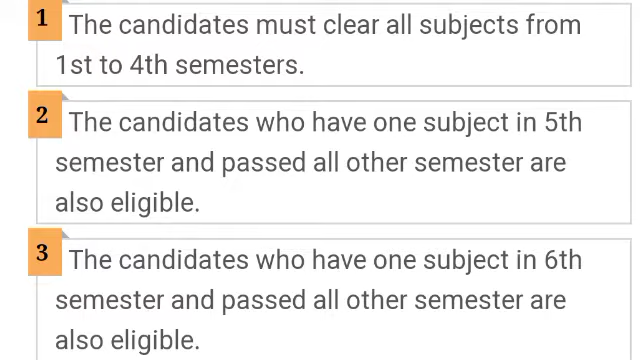 1 The candidates must clear all subjects from
1st to 4th semesters.
2 The candidates who have one subject in 5th
semester and passed all other semester are
also eligible.
3 The candidates who have one subject in 6th
semester and passed all other semester are
also eligible.